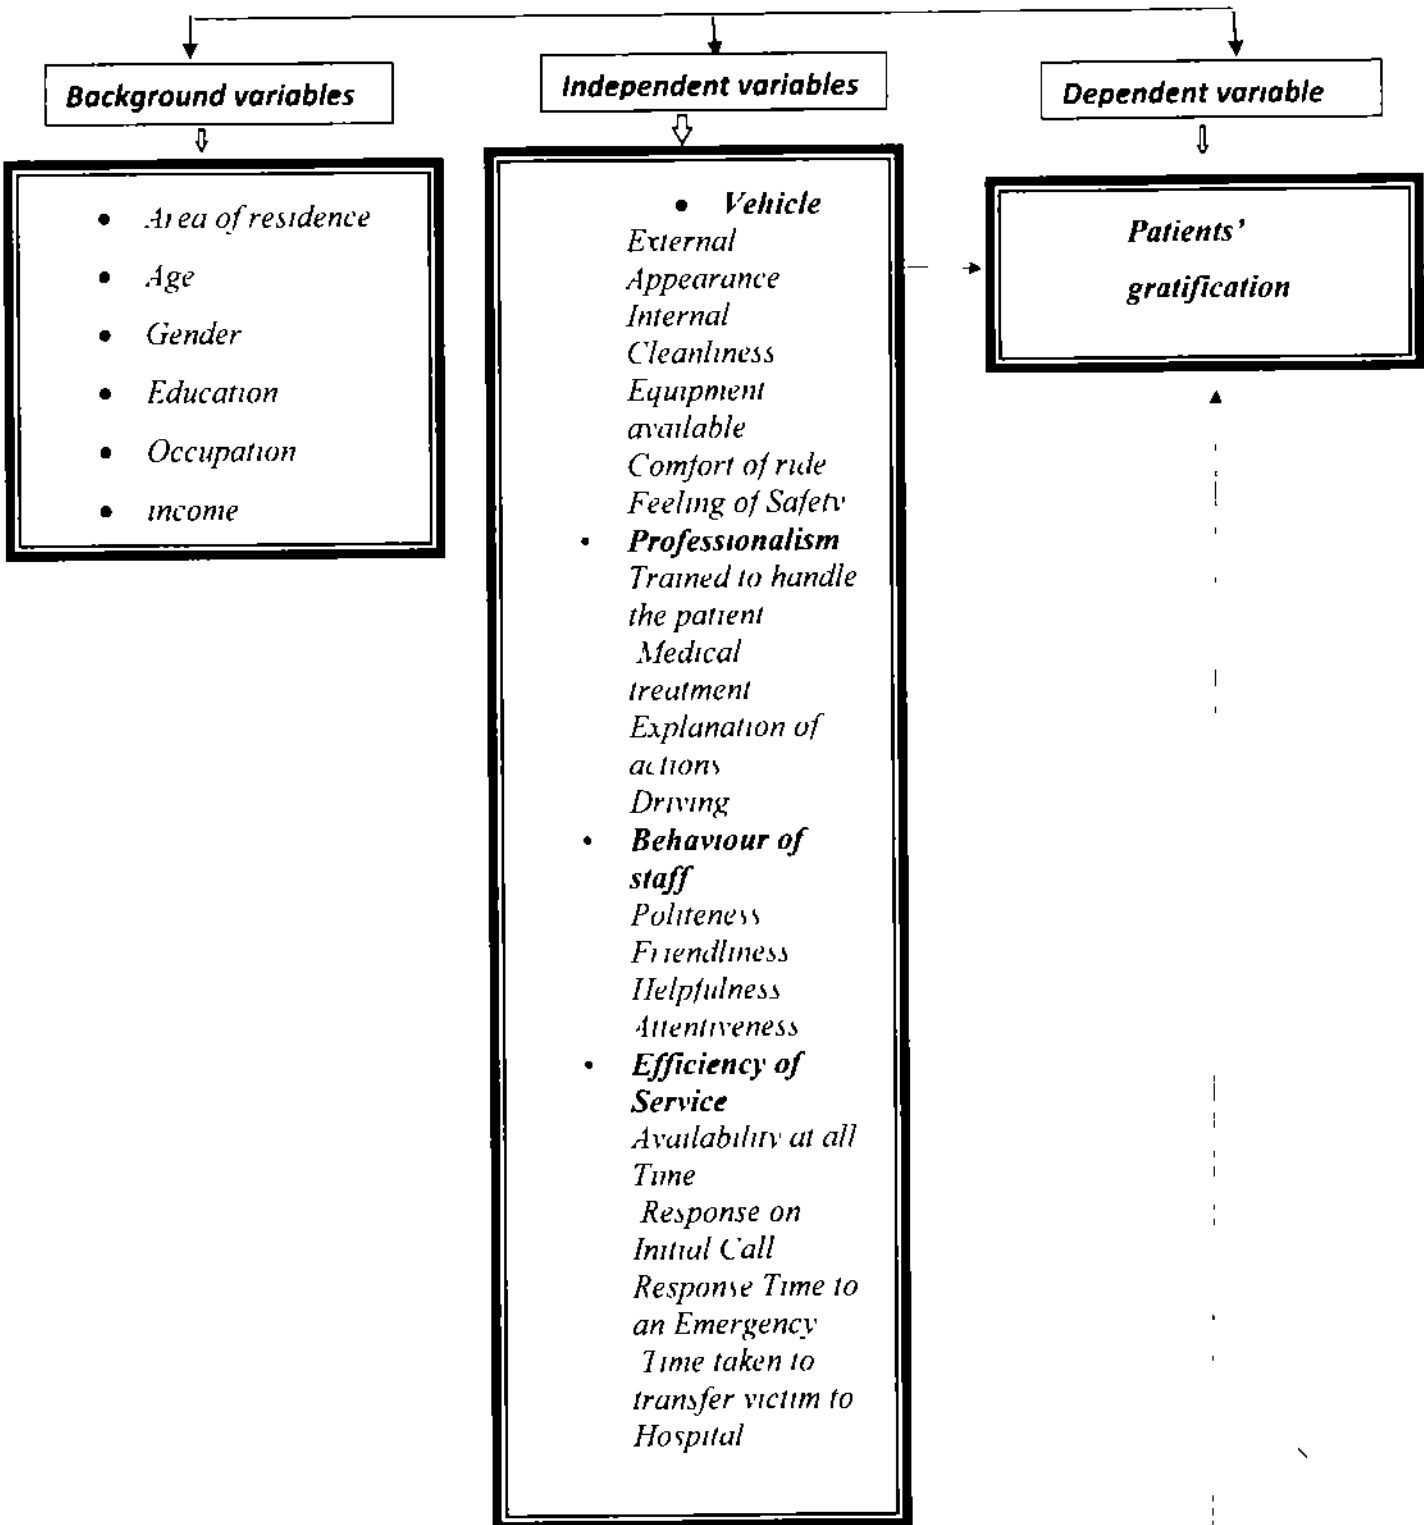 Background variables
Area of residence
Age
Gender
Education
Occupation
income
Independent variables
Vehicle
External
Appearance
Internal
Cleanliness
Equipment
available
Comfort of ride
Feeling of Safety
Professionalism
Trained to handle
the patient
Medical
treatment
Explanation of
actions
Driving
Behaviour of
staff
Politeness
Friendliness
Helpfulness
Attentiveness
Efficiency of
Service
Availability at all
Time
Response on
Initial Call
Response Time to
an Emergency
Time taken to
transfer victim to
Hospital
Dependent variable
Patients'
gratification